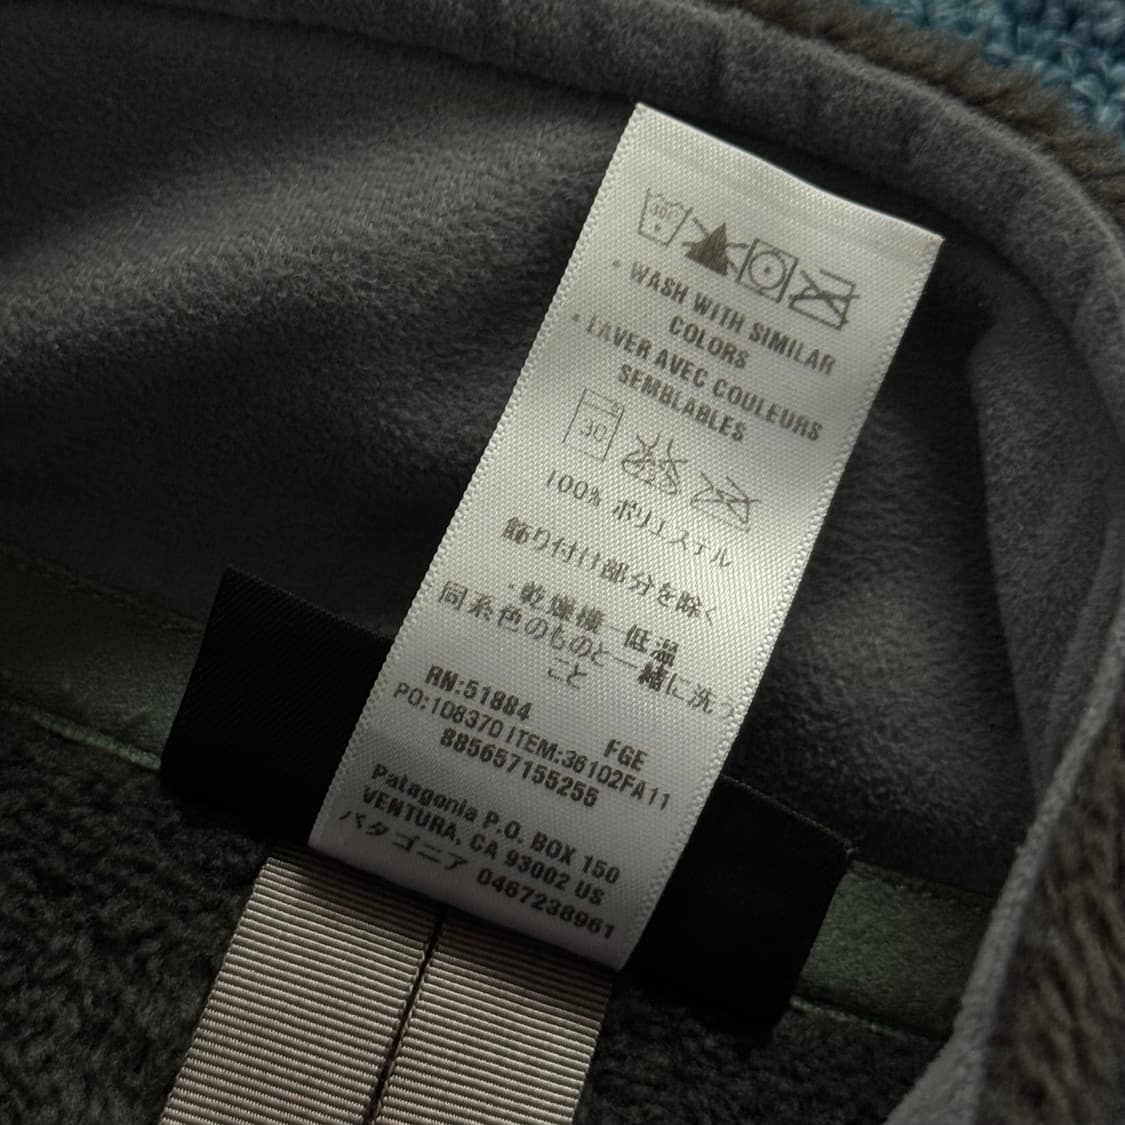 • WASH WITH SIMILAR
COLORS
• LAVER AVEC COULEURS
SEMBLABLES
30
100% ポリエステル
飾り付け部分を除く
・乾燥機 低温
同系色のものと一緒に洗う
こと
RN:51884 FGE
PO:108370 ITEM:36102FA11
885657155255
Patagonia P.O. BOX 150
VENTURA, CA 93002 US
パタゴニア 0467238961